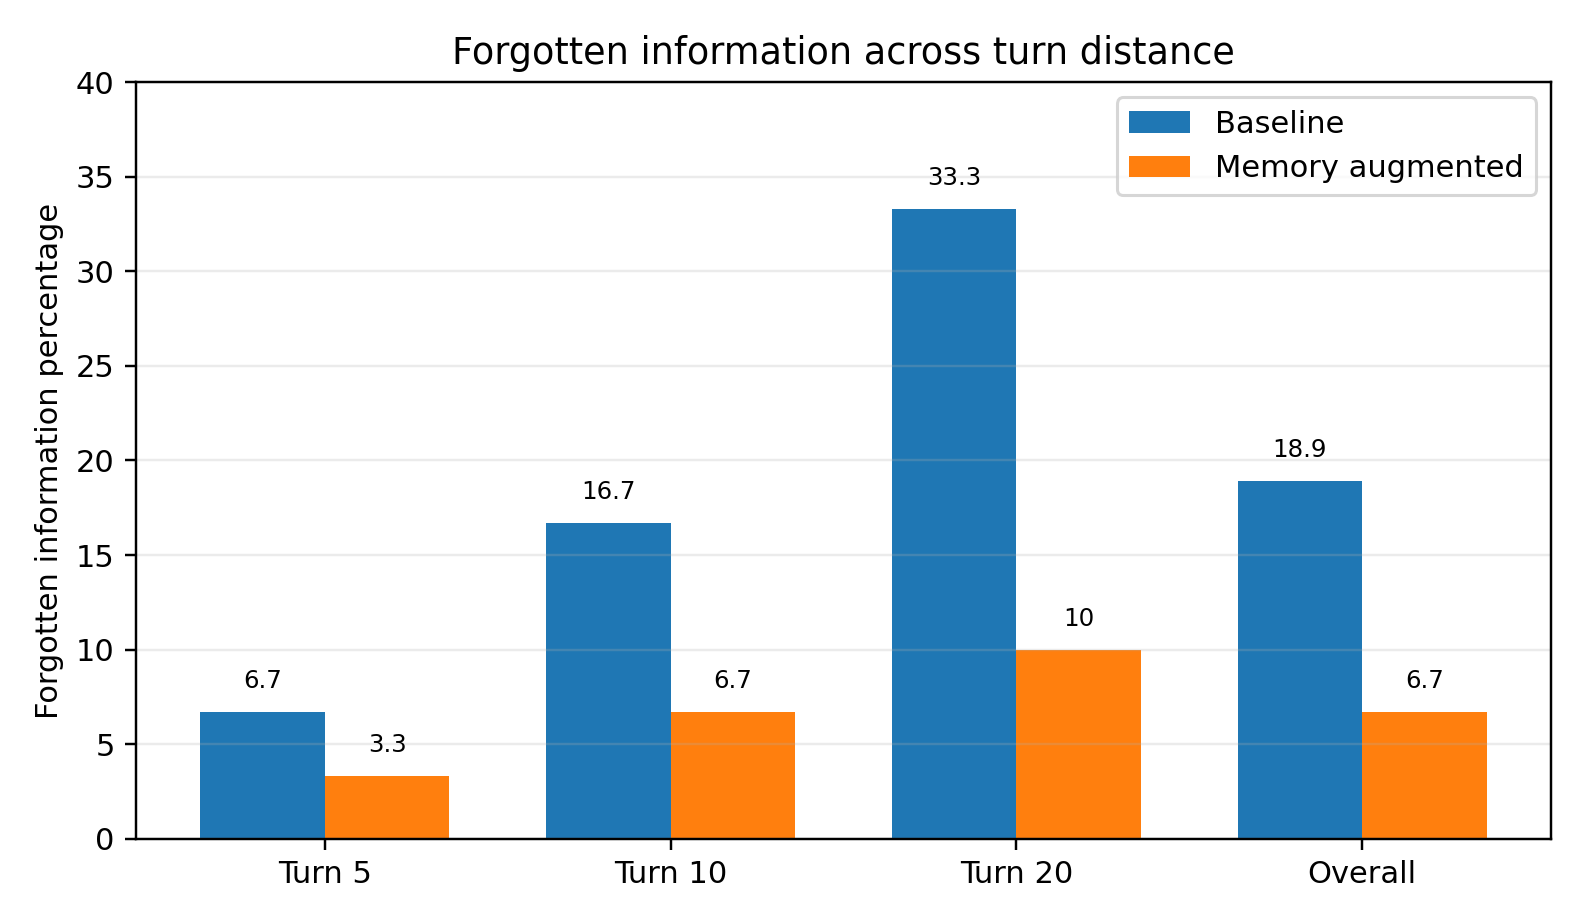 Forgotten information across turn distance
Forgotten information percentage
40
35
30
25
20
15
10
5
0
Baseline
Memory augmented
6.7
3.3
16.7
6.7
33.3
10
18.9
6.7
Turn 5
Turn 10
Turn 20
Overall